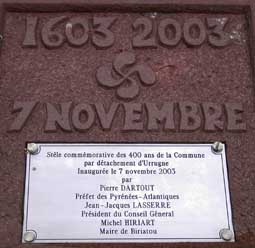 1603 2003
7 NOVEMBRE
Stèle commémorative des 400 ans de la Commune
par détachement d'Urrugne
Inaugurée le 7 novembre 2003
par
Pierre DARTOUT
Préfet des Pyrénées-Atlantiques
Jean-Jacques LASSERRE
Président du Conseil Général
Michel HIRIART
Maire de Biriatou